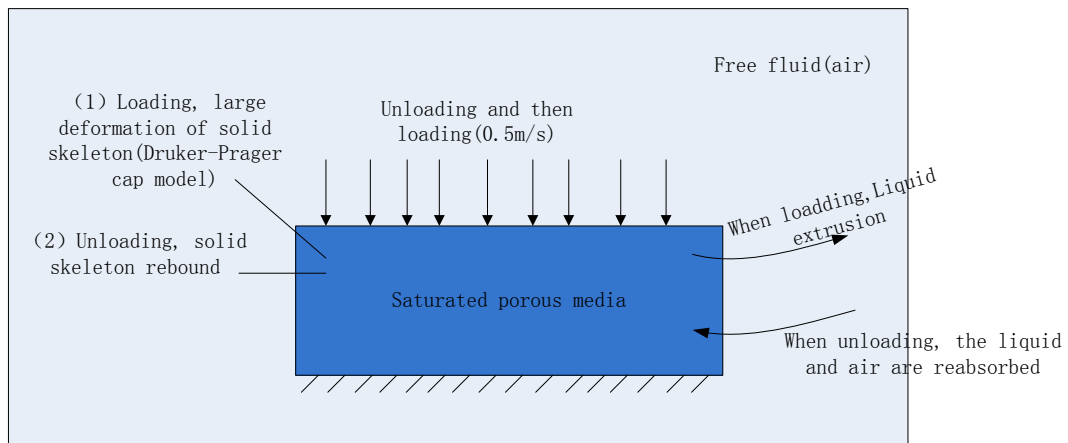 Free fluid(air)
(1) Loading, large
deformation of solid
skeleton(Druker-Prager
cap model)
Unloading and then
loading(0.5m/s)
When loadding,Liquid
extrusion
(2) Unloading, solid
skeleton rebound
Saturated porous media
When unloading, the liquid
and air are reabsorbed